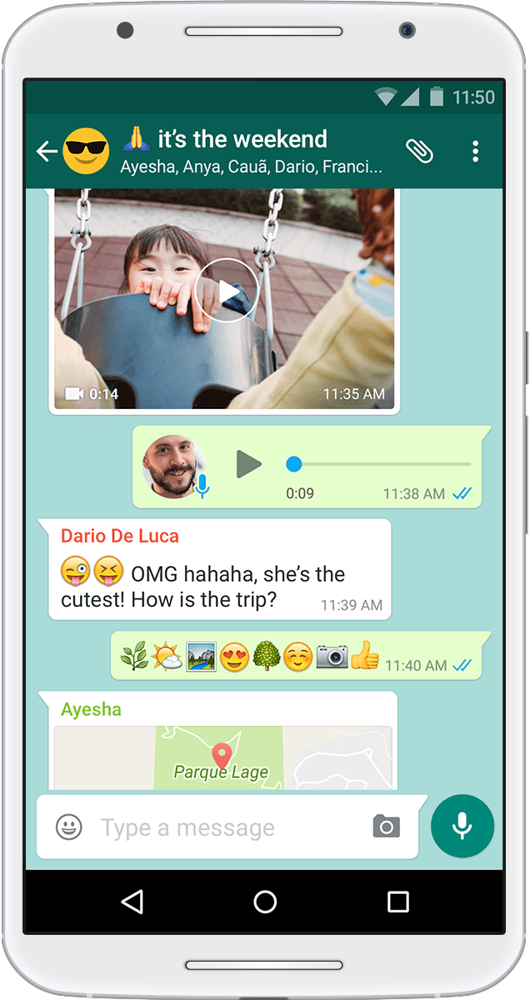 11:50
🙏 it’s the weekend
Ayesha, Anya, Cauã, Dario, Franci...
0:14
11:35 AM
0:09
11:38 AM
Dario De Luca
😜😝 OMG hahaha, she’s the
cutest! How is the trip?
11:39 AM
🌿🌤🏞😍🌳☺️📷👍 11:40 AM
Ayesha
Parque Lage
Type a message